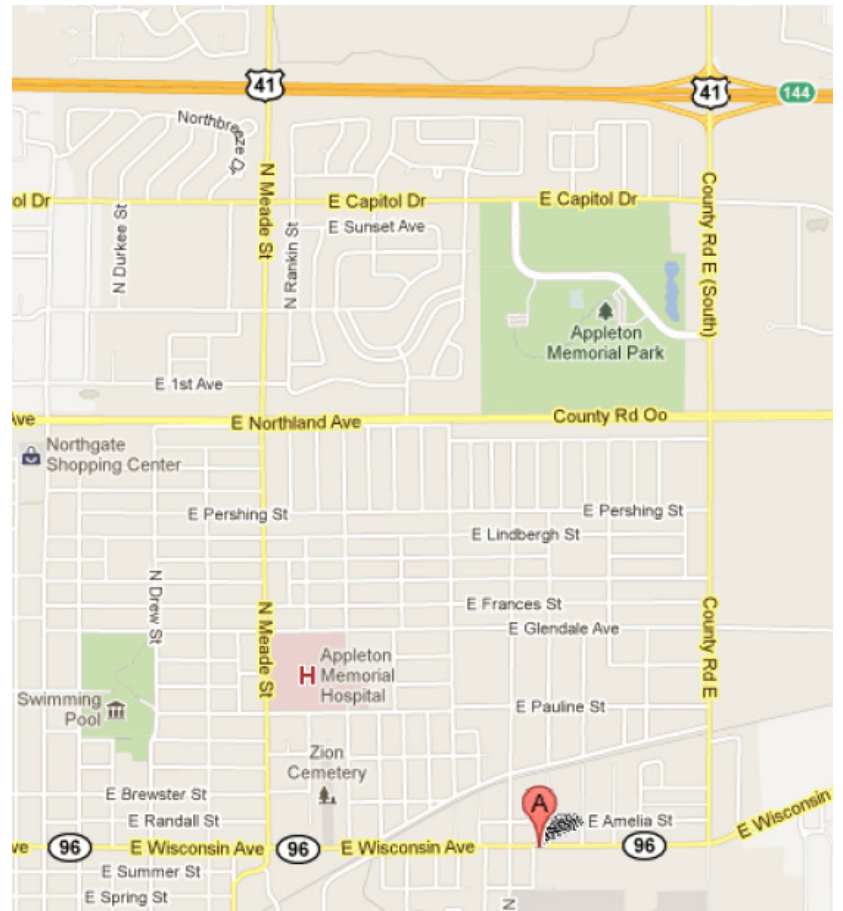 41
41
144
Northbreeze Dr
N Meade St
County Rd E (South)
ol Dr
E Capitol Dr
E Capitol Dr
N Durkee St
N Rankin St
E Sunset Ave
Appleton
Memorial Park
E 1st Ave
Ave
E Northland Ave
County Rd Oo
Northgate
Shopping Center
E Pershing St
E Pershing St
E Lindbergh St
N Drew St
N Meade St
E Frances St
County Rd E
E Glendale Ave
H
Appleton
Memorial
Hospital
Swimming
Pool
E Pauline St
Zion
Cemetery
E Brewster St
A
E Randall St
E Amelia St
E Wisconsin
ve
96
E Wisconsin Ave
96
E Wisconsin Ave
96
E Summer St
E Spring St
N